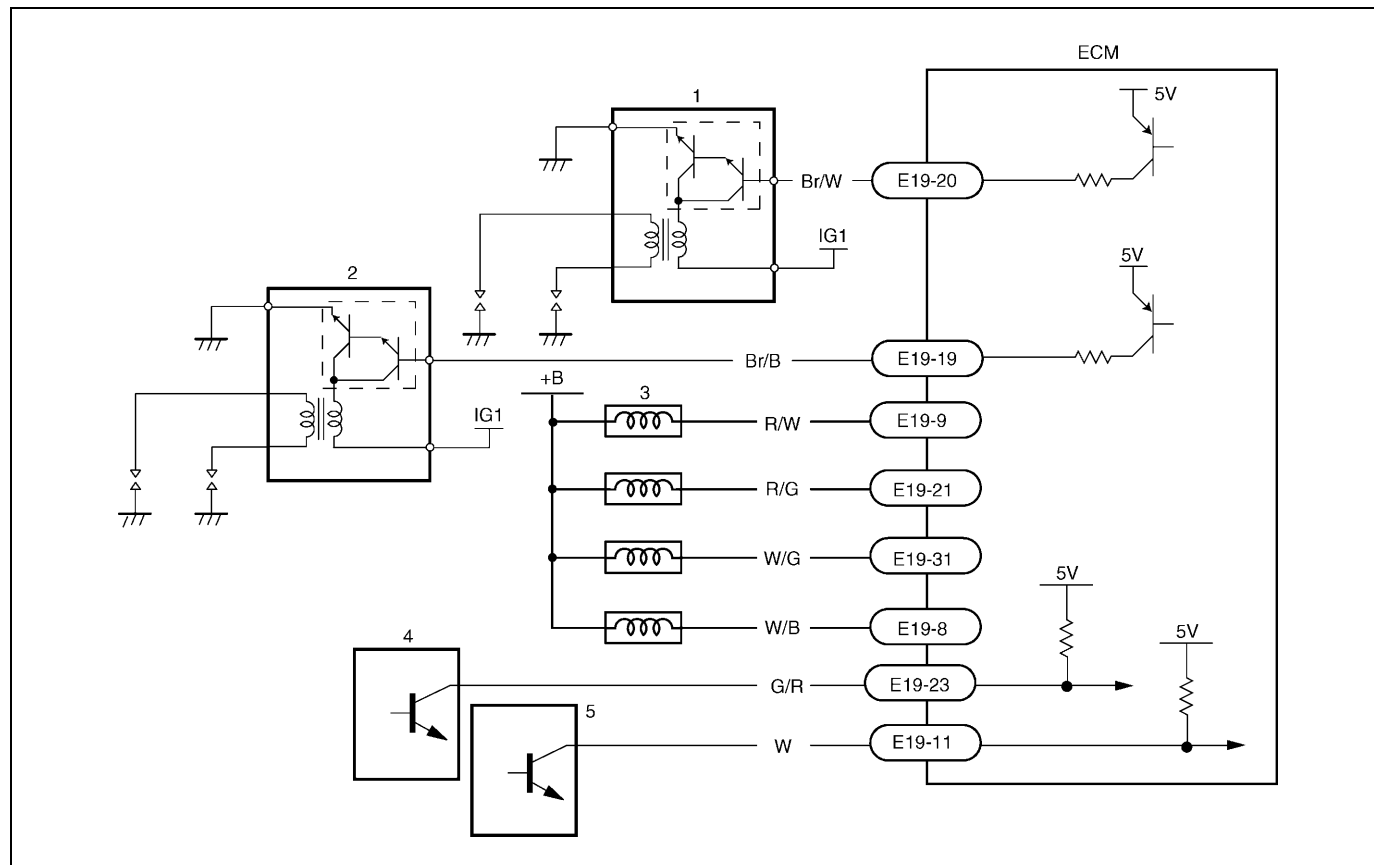 ECM
1
5V
Br/W
E19-20
IG1
2
5V
Br/B
E19-19
+B
3
IG1
R/W
E19-9
R/G
E19-21
W/G
E19-31
5V
W/B
E19-8
5V
4
G/R
E19-23
5
W
E19-11